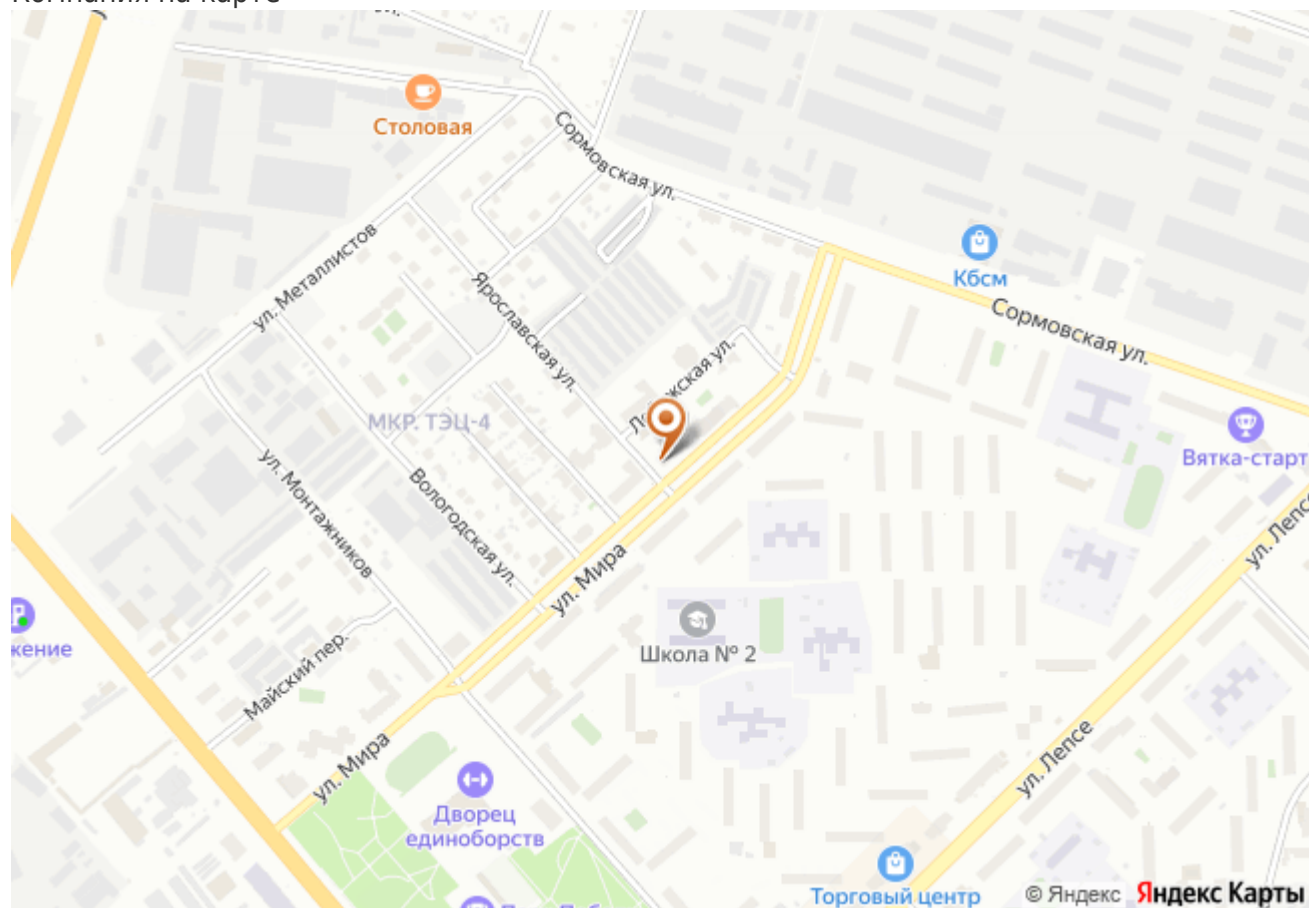 Столовая
Сормовская ул.
ул. Металлистов
Кбсм
Ярославская ул.
Сормовская ул.
МКР. ТЭЦ-4
Вятка-старт
ул. Монтажников
Вологодская ул.
ул. Лепсе
ул. Мира
жение
Школа № 2
Майский пер.
ул. Мира
ул. Лепсе
Дворец
единоборств
Торговый центр
© Яндекс Яндекс Карты